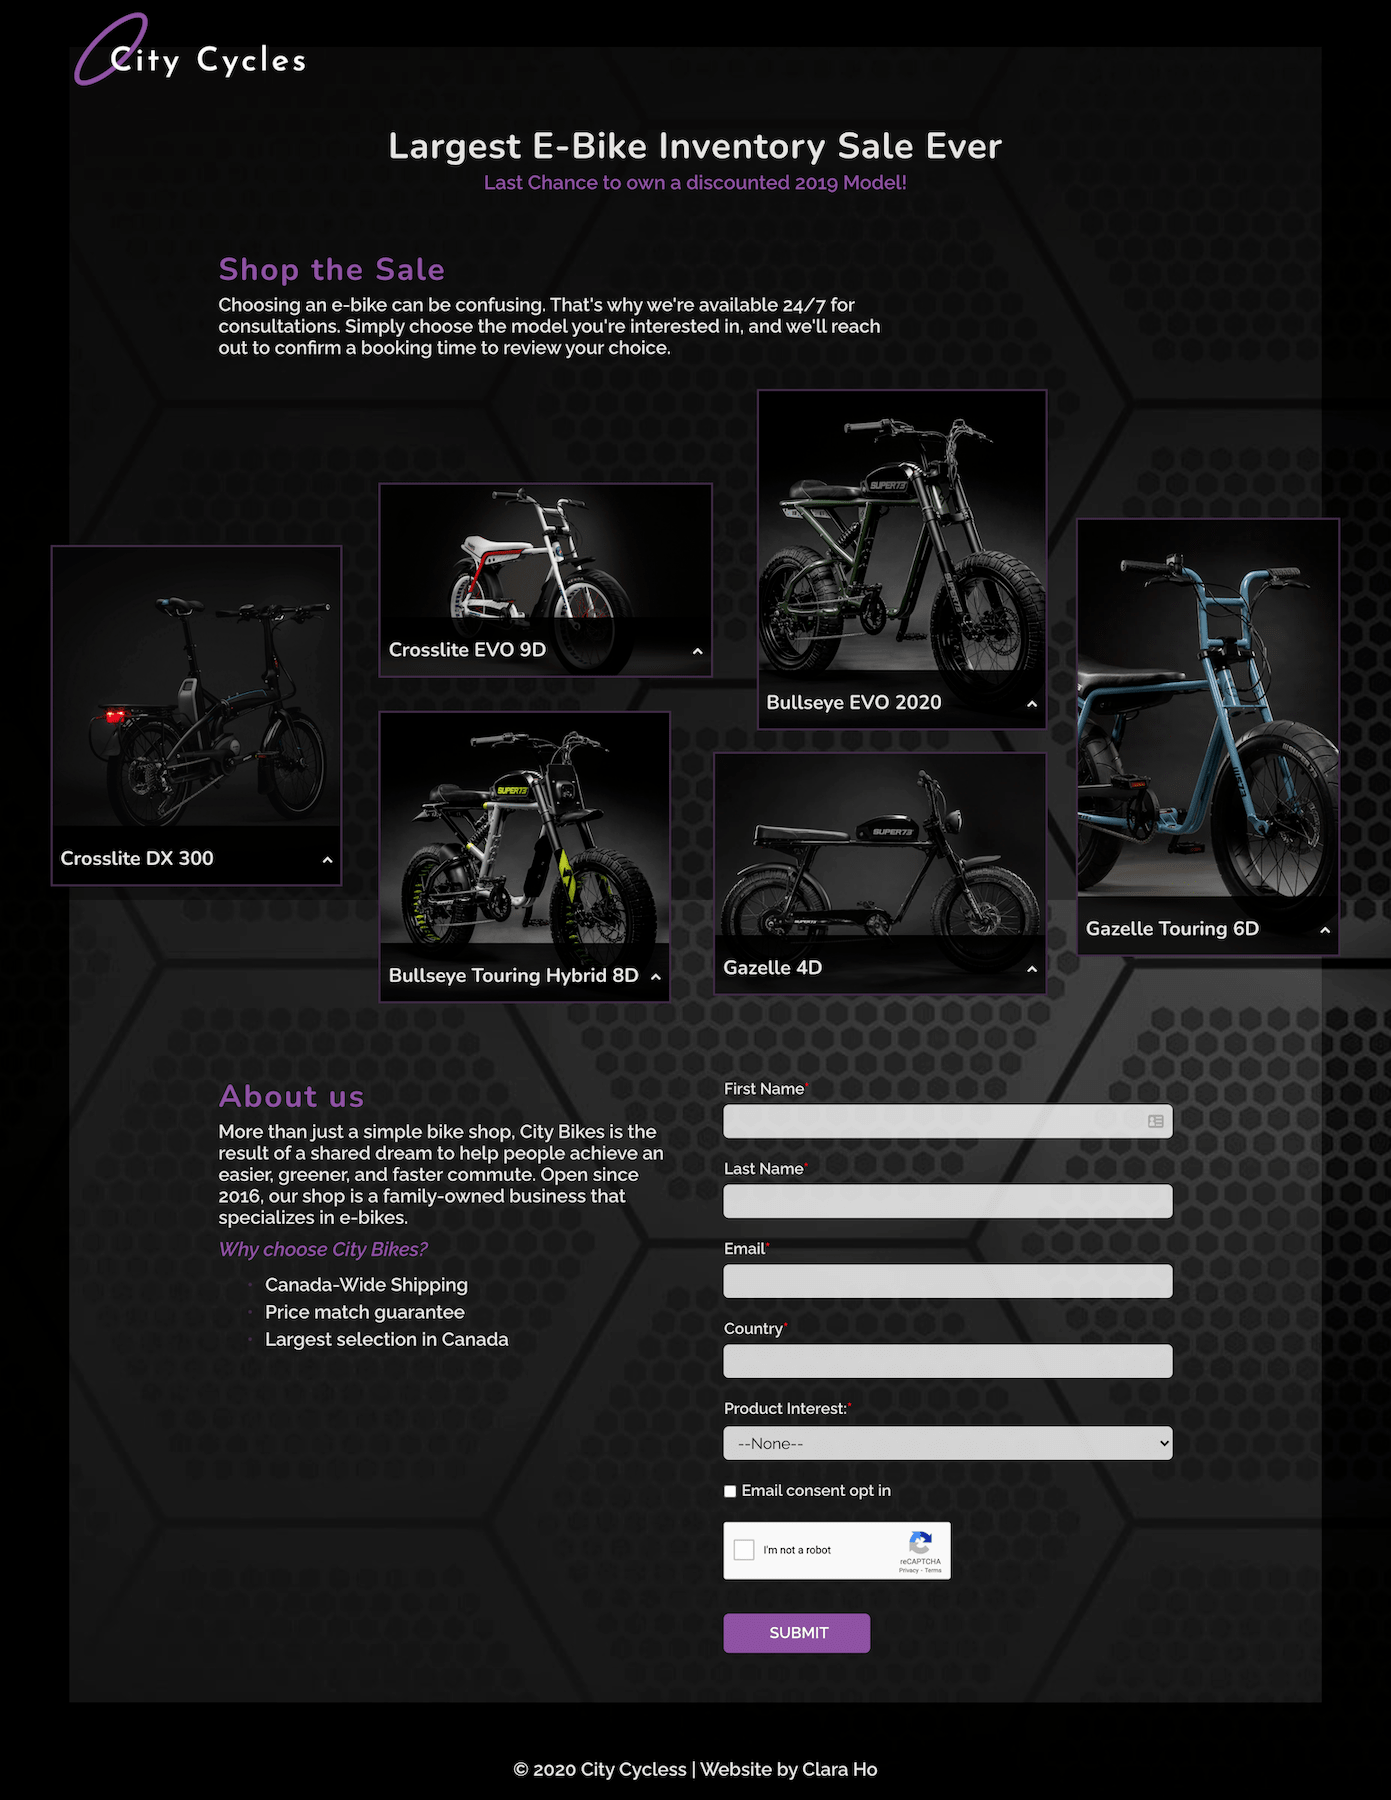 City Cycles
Largest E-Bike Inventory Sale Ever
Last Chance to own a discounted 2019 Model!
Shop the Sale
Choosing an e-bike can be confusing. That's why we're available 24/7 for
consultations. Simply choose the model you're interested in, and we'll reach
out to confirm a booking time to review your choice.
Crosslite DX 300
Crosslite EVO 9D
SUPER73
Bullseye Touring Hybrid 8D
SUPER73
Bullseye EVO 2020
SUPER73
Gazelle 4D
Gazelle Touring 6D
About us
More than just a simple bike shop, City Bikes is the
result of a shared dream to help people achieve an
easier, greener, and faster commute. Open since
2016, our shop is a family-owned business that
specializes in e-bikes.
Why choose City Bikes?
Canada-Wide Shipping
Price match guarantee
Largest selection in Canada
First Name*
Last Name*
Email*
Country*
Product Interest:*
--None--
Email consent opt in
I'm not a robot
reCAPTCHA
Privacy - Terms
SUBMIT
© 2020 City Cycless | Website by Clara Ho